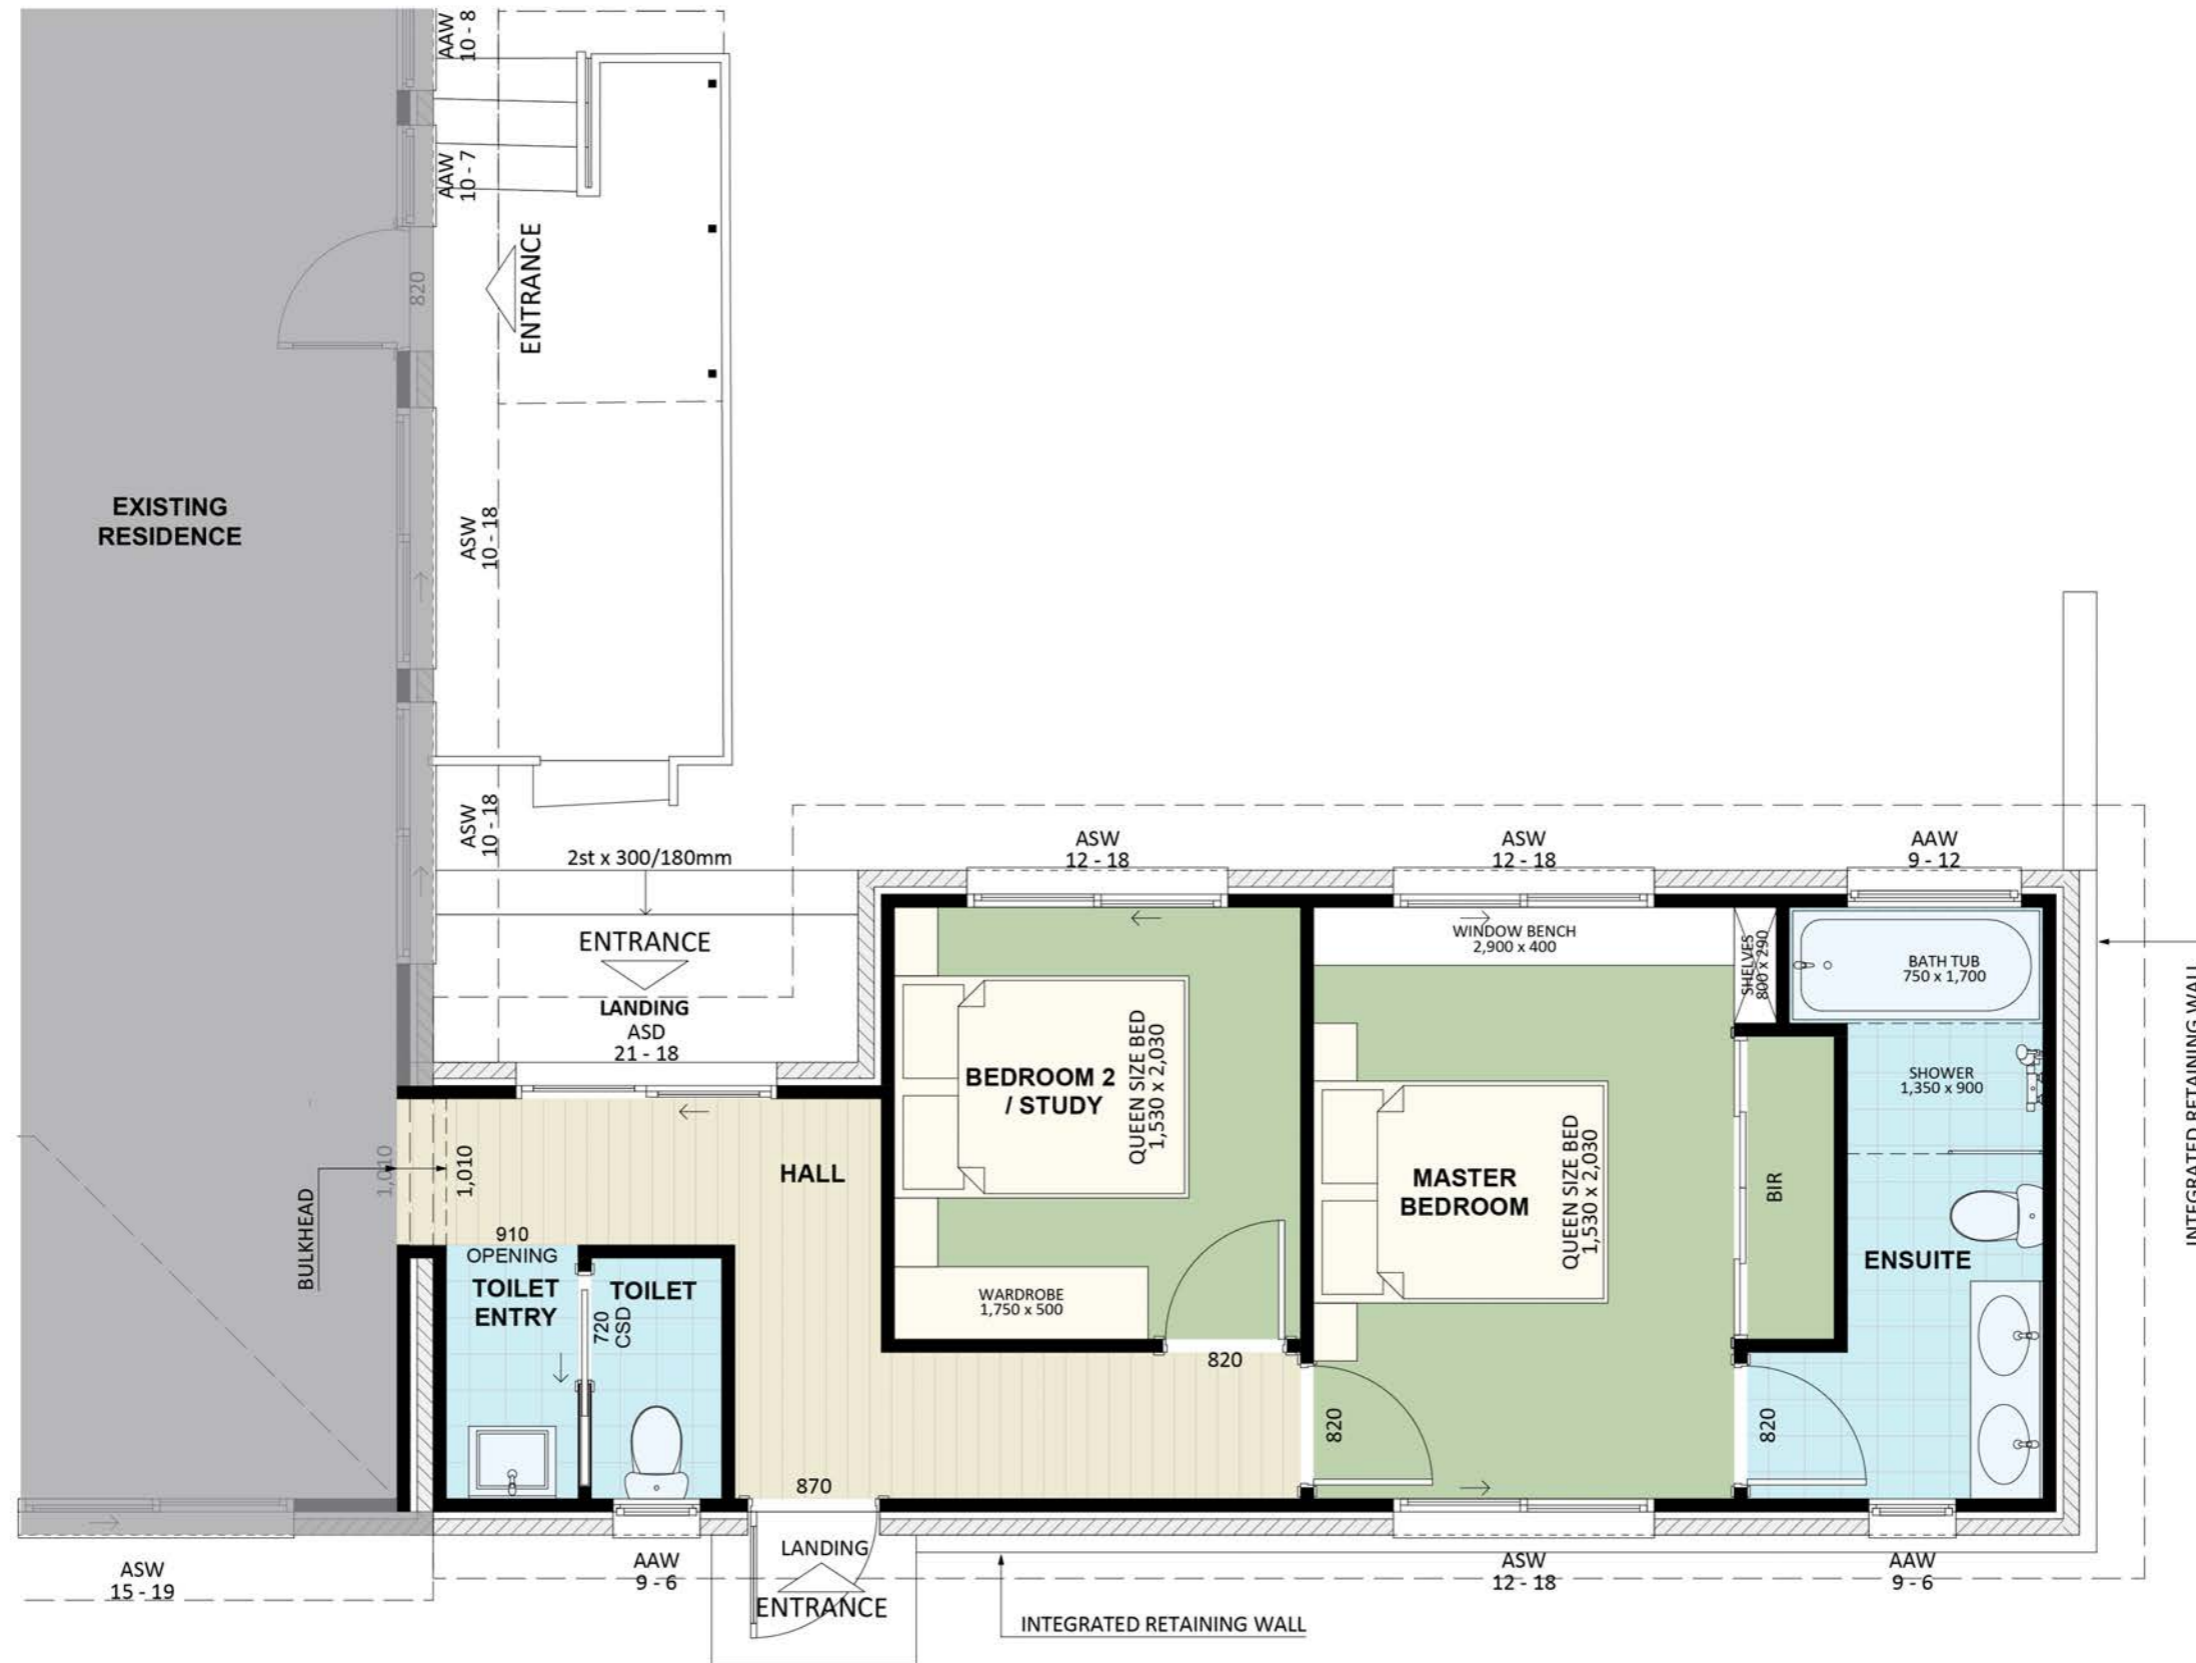 AAW
10 - 8
AAW
10 - 7
820
ENTRANCE
EXISTING
RESIDENCE
ASW
10 - 18
ASW
10 - 18
2st x 300/180mm
ENTRANCE
LANDING
ASD
21 - 18
ASW
12 - 18
ASW
12 - 18
AAW
9 - 12
WINDOW BENCH
2,900 x 400
SHELVES
800 x 290
BATH TUB
750 x 1,700
INTEGRATED RETAINING WALL
BEDROOM 2
/ STUDY
QUEEN SIZE BED
1,530 x 2,030
SHOWER
1,350 x 900
MASTER
BEDROOM
QUEEN SIZE BED
1,530 x 2,030
BIR
HALL
1,010
1,010
BULKHEAD
910
OPENING
TOILET
ENTRY
TOILET
720
CSD
WARDROBE
1,750 x 500
ENSUITE
820
820
820
870
LANDING
ENTRANCE
ASW
15 - 19
AAW
9 - 6
ASW
12 - 18
AAW
9 - 6
INTEGRATED RETAINING WALL